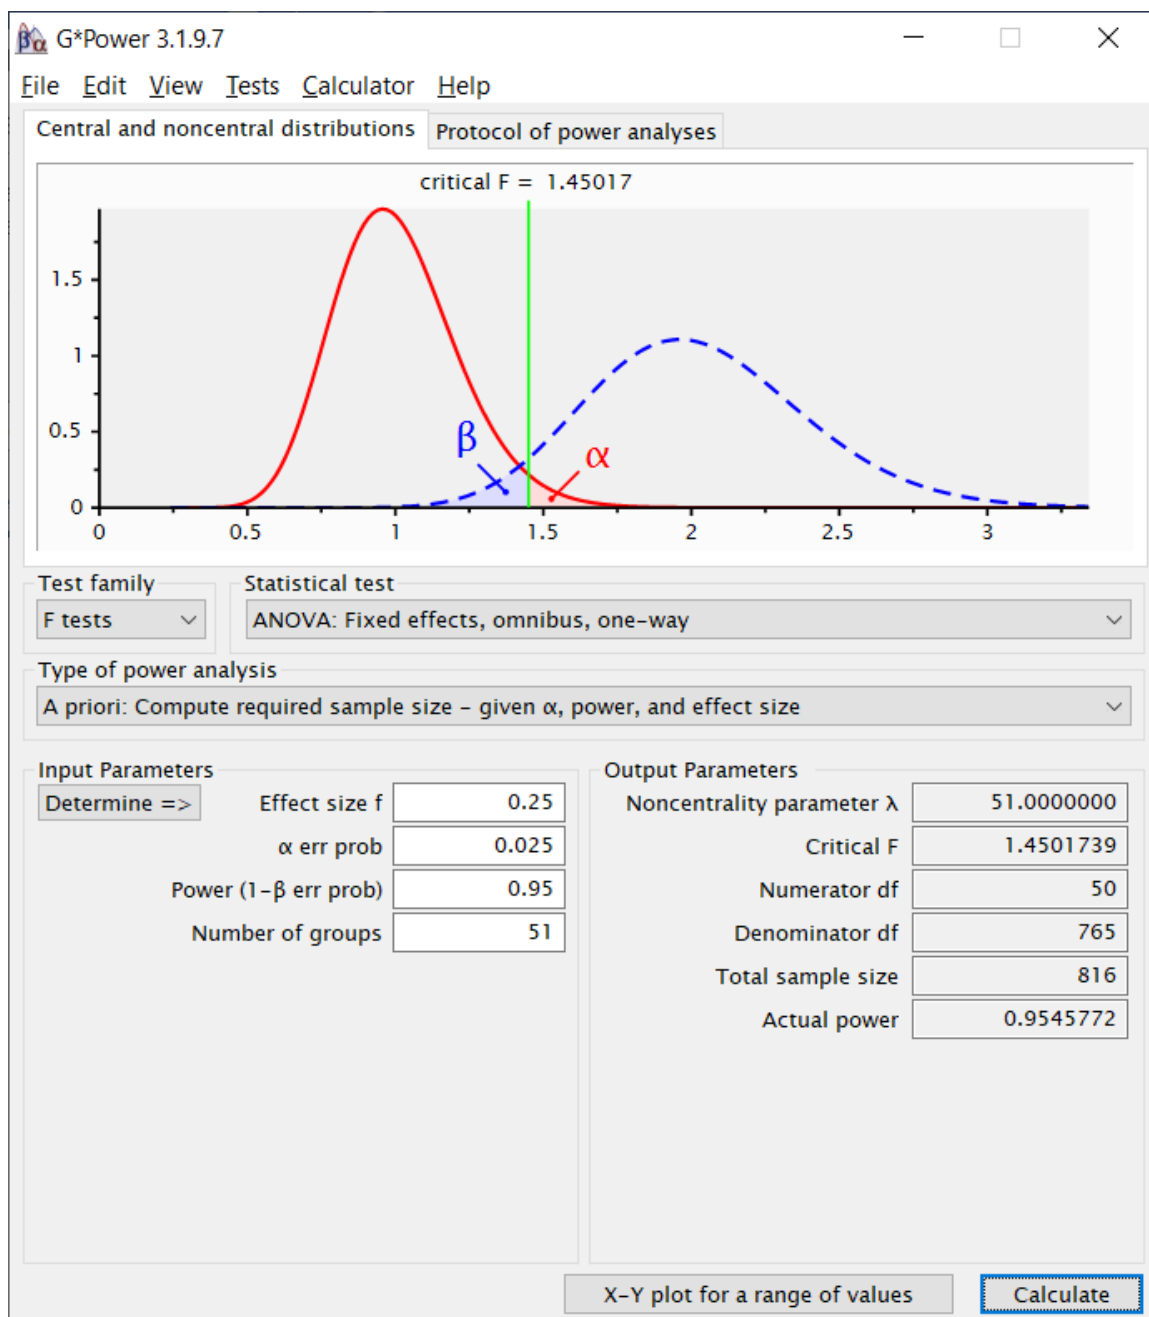 G*Power 3.1.9.7
File Edit View Tests Calculator Help
Central and noncentral distributions Protocol of power analyses
critical F = 1.45017
1.5
1
0.5
0
β
α
0 0.5 1 1.5 2 2.5 3
Test family Statistical test
F tests ANOVA: Fixed effects, omnibus, one-way
Type of power analysis
A priori: Compute required sample size - given α, power, and effect size
Input Parameters Output Parameters
Determine => Effect size f 0.25 Noncentrality parameter λ 51.0000000
α err prob 0.025 Critical F 1.4501739
Power (1-β err prob) 0.95 Numerator df 50
Number of groups 51 Denominator df 765
Total sample size 816
Actual power 0.9545772
X-Y plot for a range of values Calculate